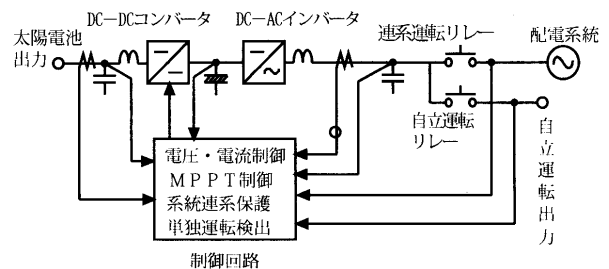 DC－DCコンバータ
DC－ACインバータ
太陽電池
出力
連系運転リレー
配電系統
自立運転
リレー
自立運転出力
電圧・電流制御
ＭＰＰＴ制御
系統連系保護
単独運転検出
制御回路